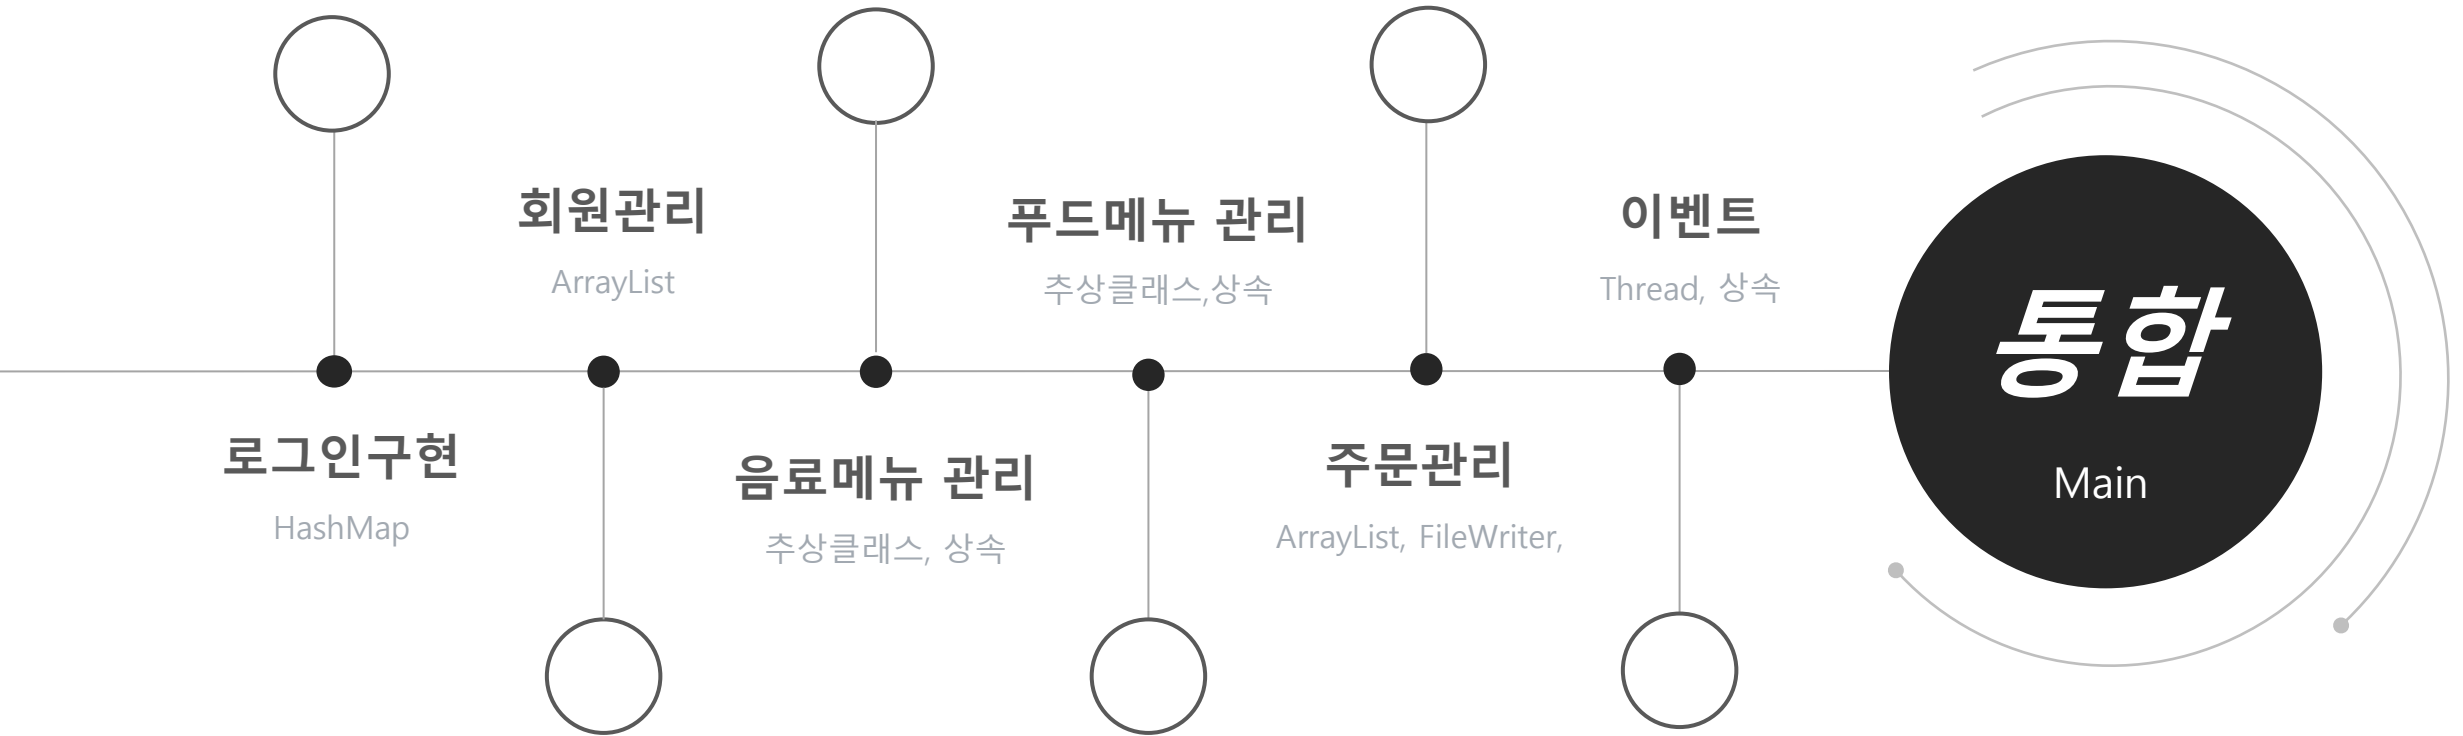 로그인구현
HashMap
회원관리
ArrayList
음료메뉴 관리
추상클래스, 상속
푸드메뉴 관리
추상클래스,상속
주문관리
ArrayList, FileWriter,
이벤트
Thread, 상속
통합
Main